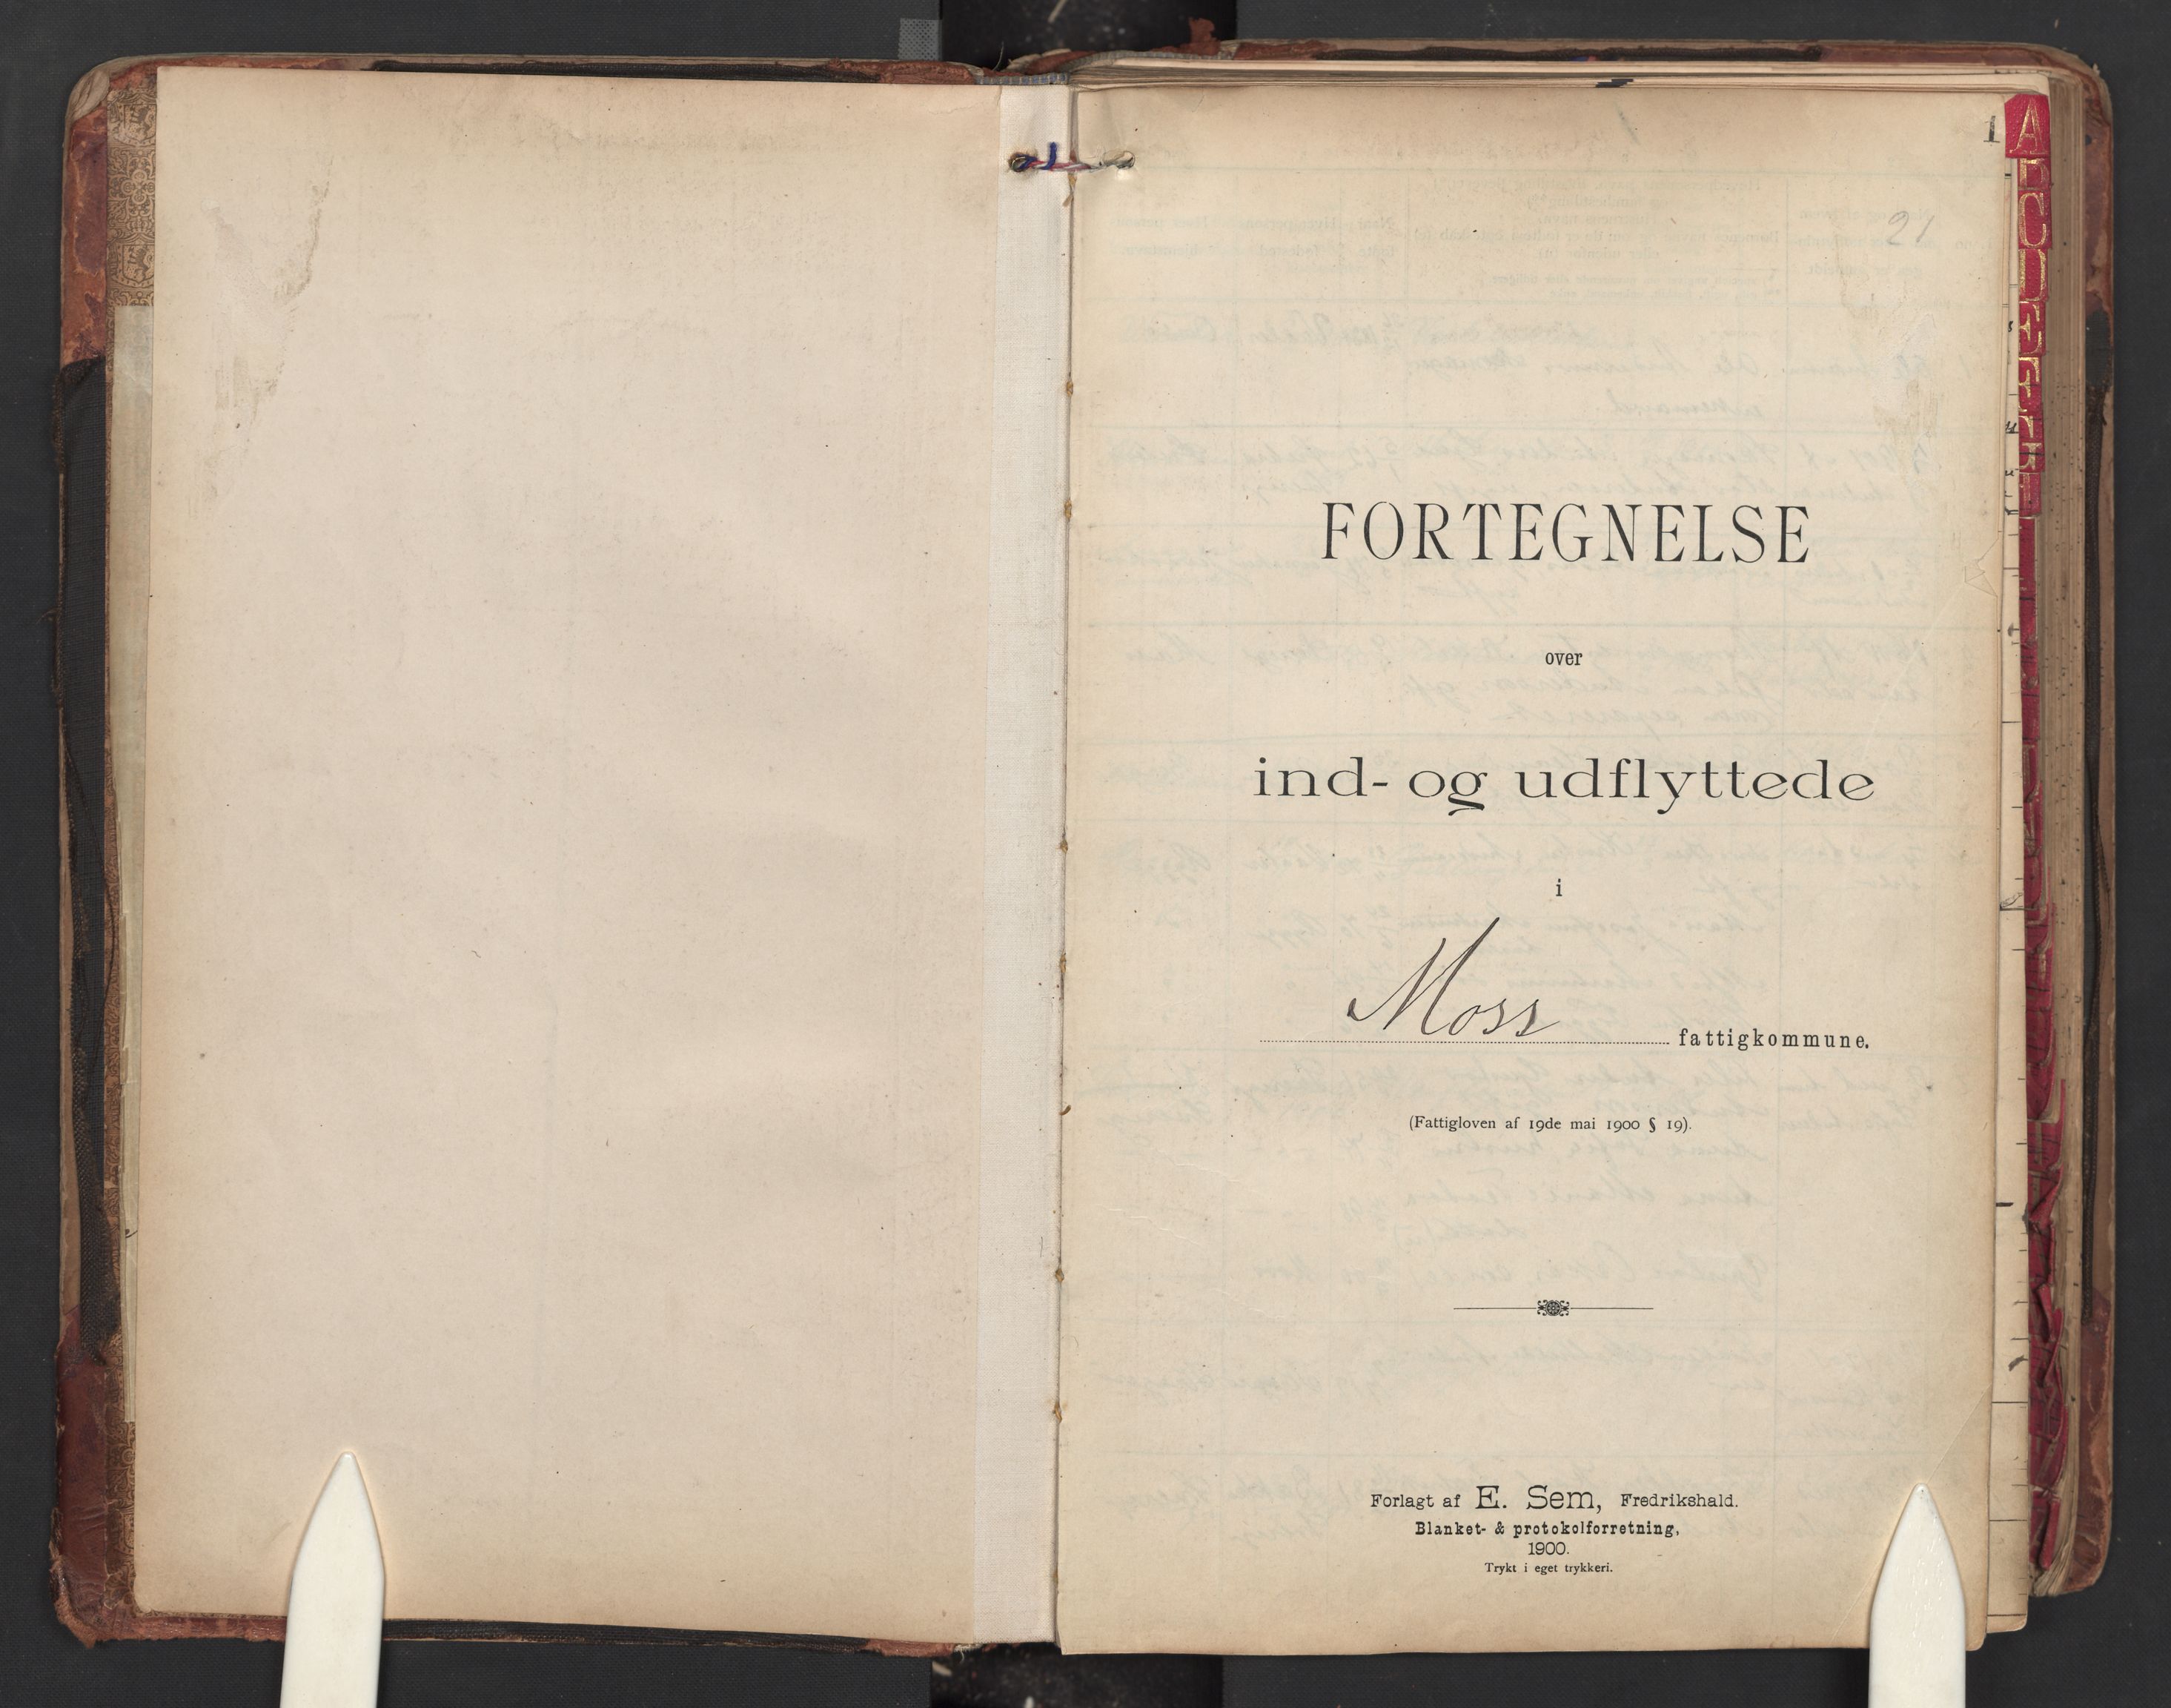 1
21
FORTEGNELSE
over
ind- og udflyttede
i
Moss fattigkommune.
(Fattigloven af 19de mai 1900 § 19).
Forlagt af E. Sem, Fredrikshald.
Blanket- & protokolforretning,
1900.
Trykt i eget trykkeri.
A
B
C
D
E
F